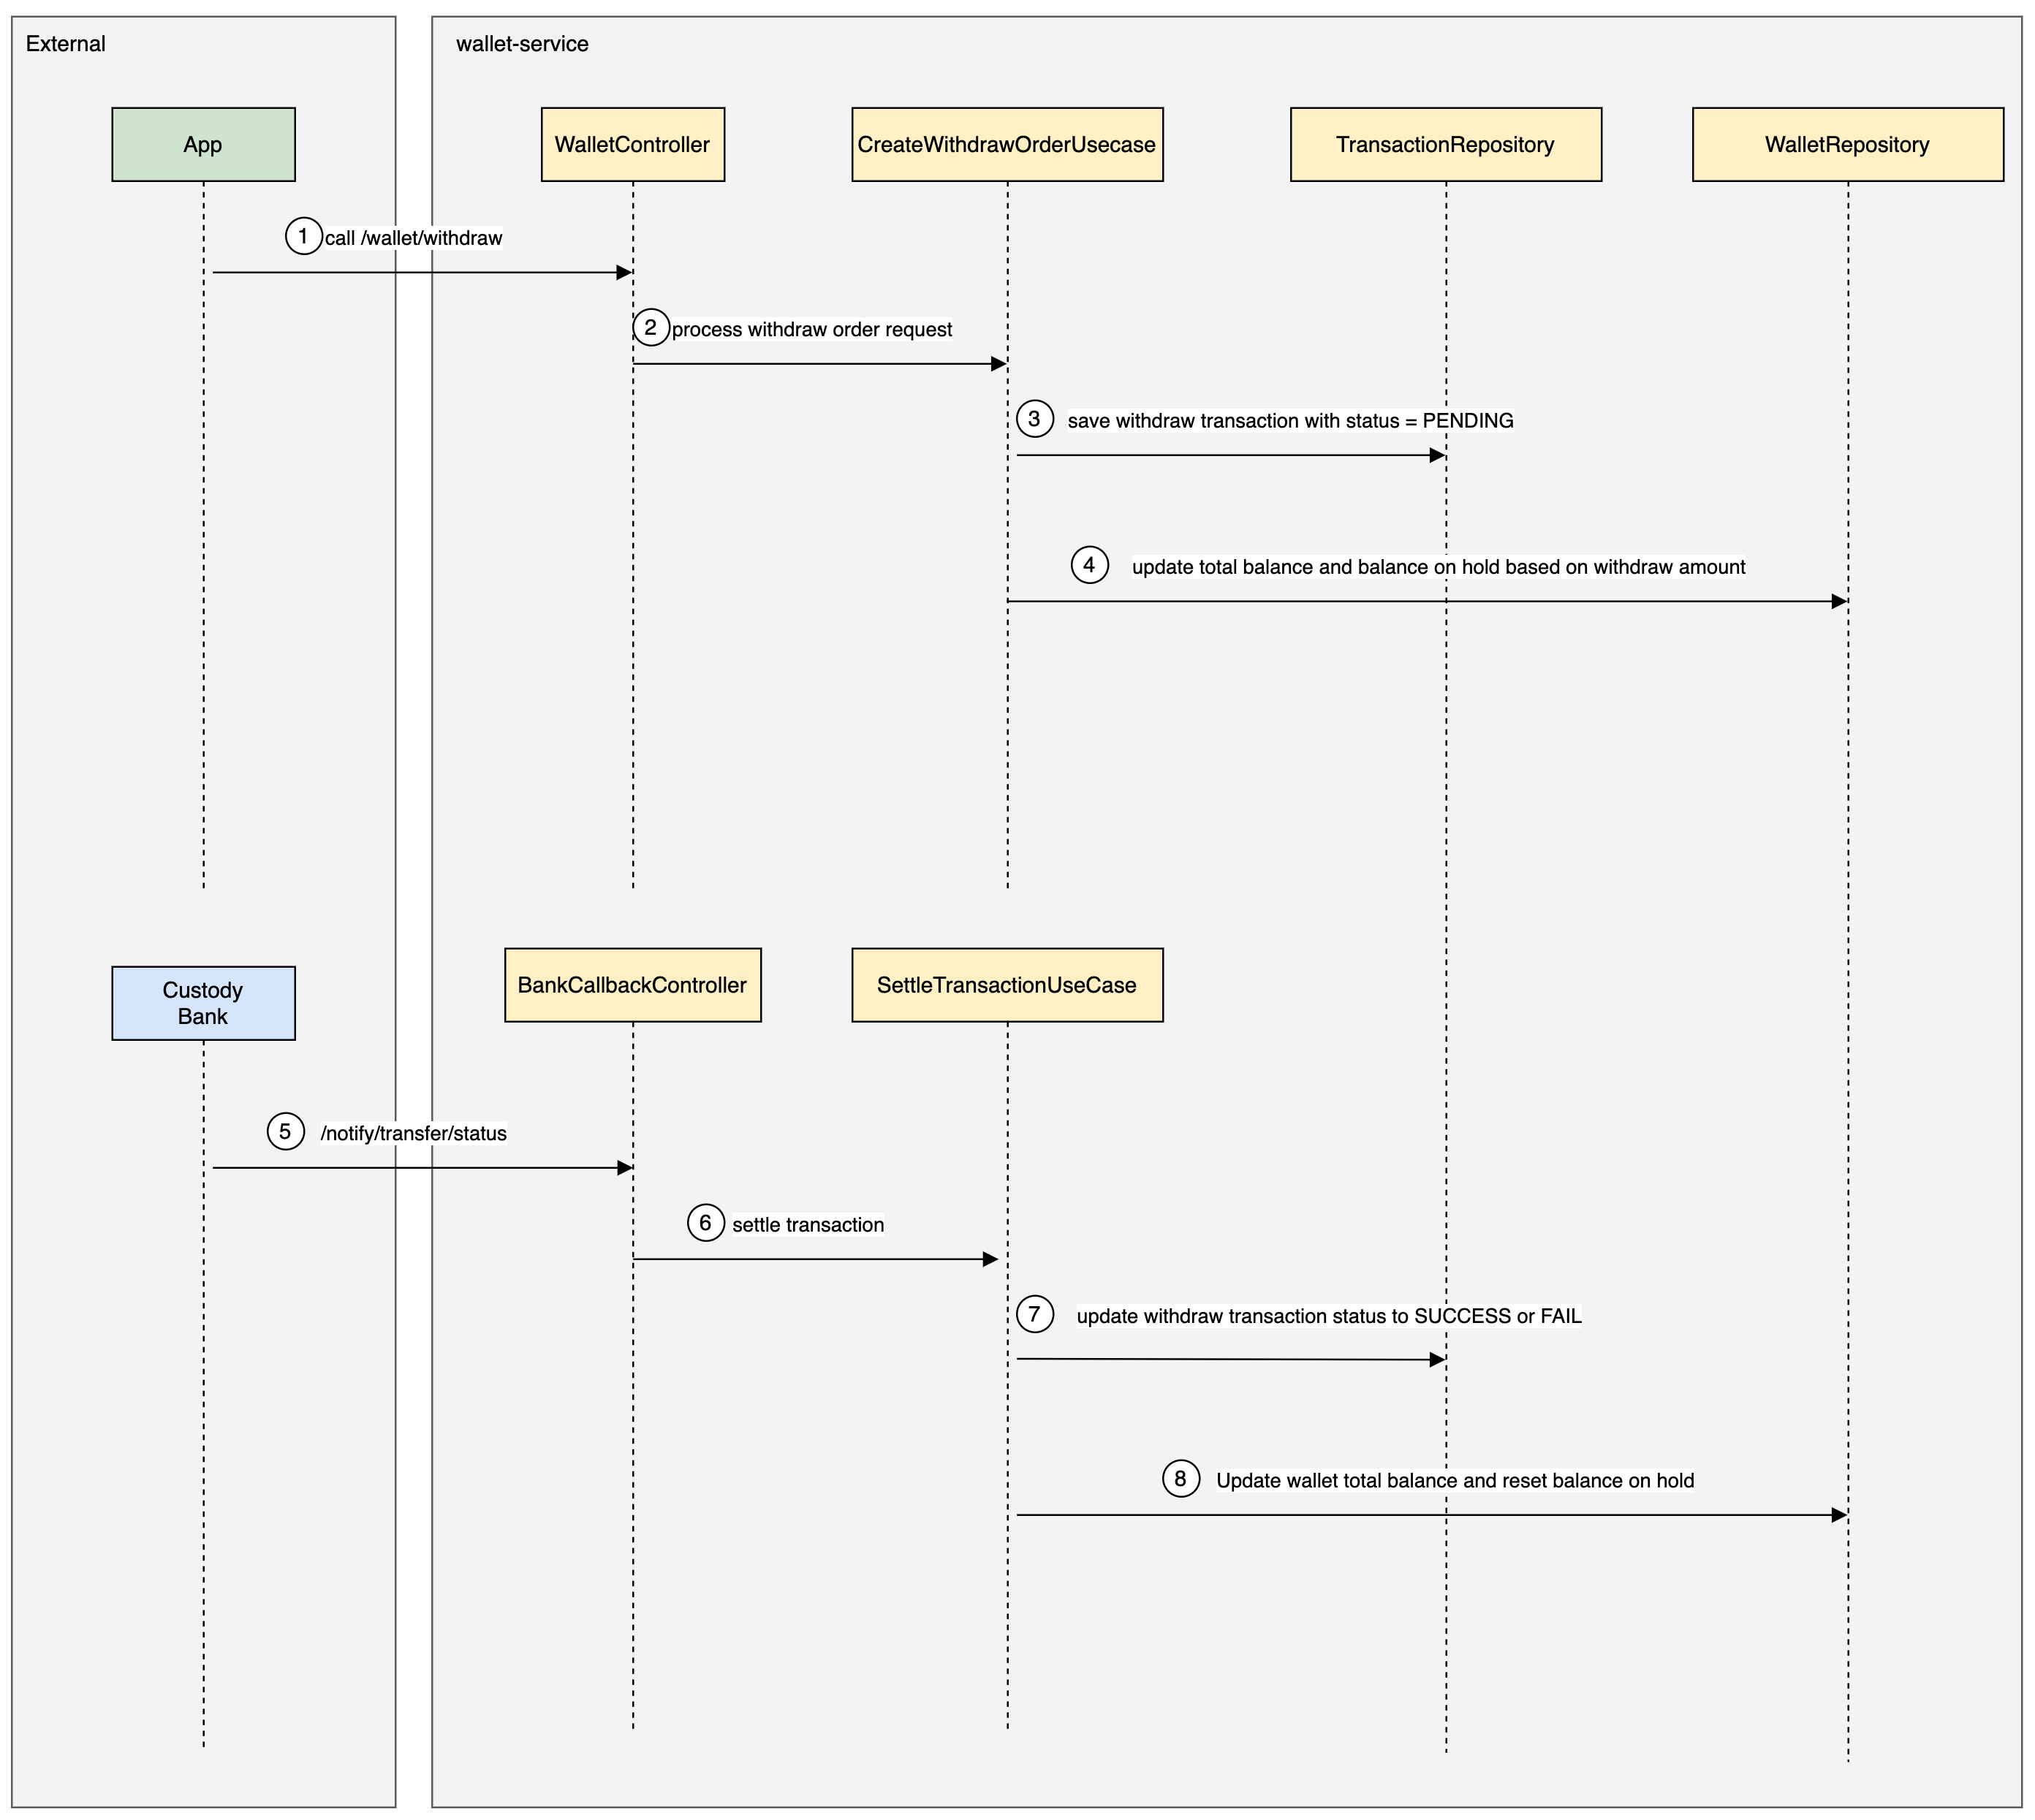 External
wallet-service
App
WalletController
CreateWithdrawOrderUsecase
TransactionRepository
WalletRepository
1 call /wallet/withdraw
2 process withdraw order request
3 save withdraw transaction with status = PENDING
4 update total balance and balance on hold based on withdraw amount
Custody
Bank
BankCallbackController
SettleTransactionUseCase
5 /notify/transfer/status
6 settle transaction
7 update withdraw transaction status to SUCCESS or FAIL
8 Update wallet total balance and reset balance on hold